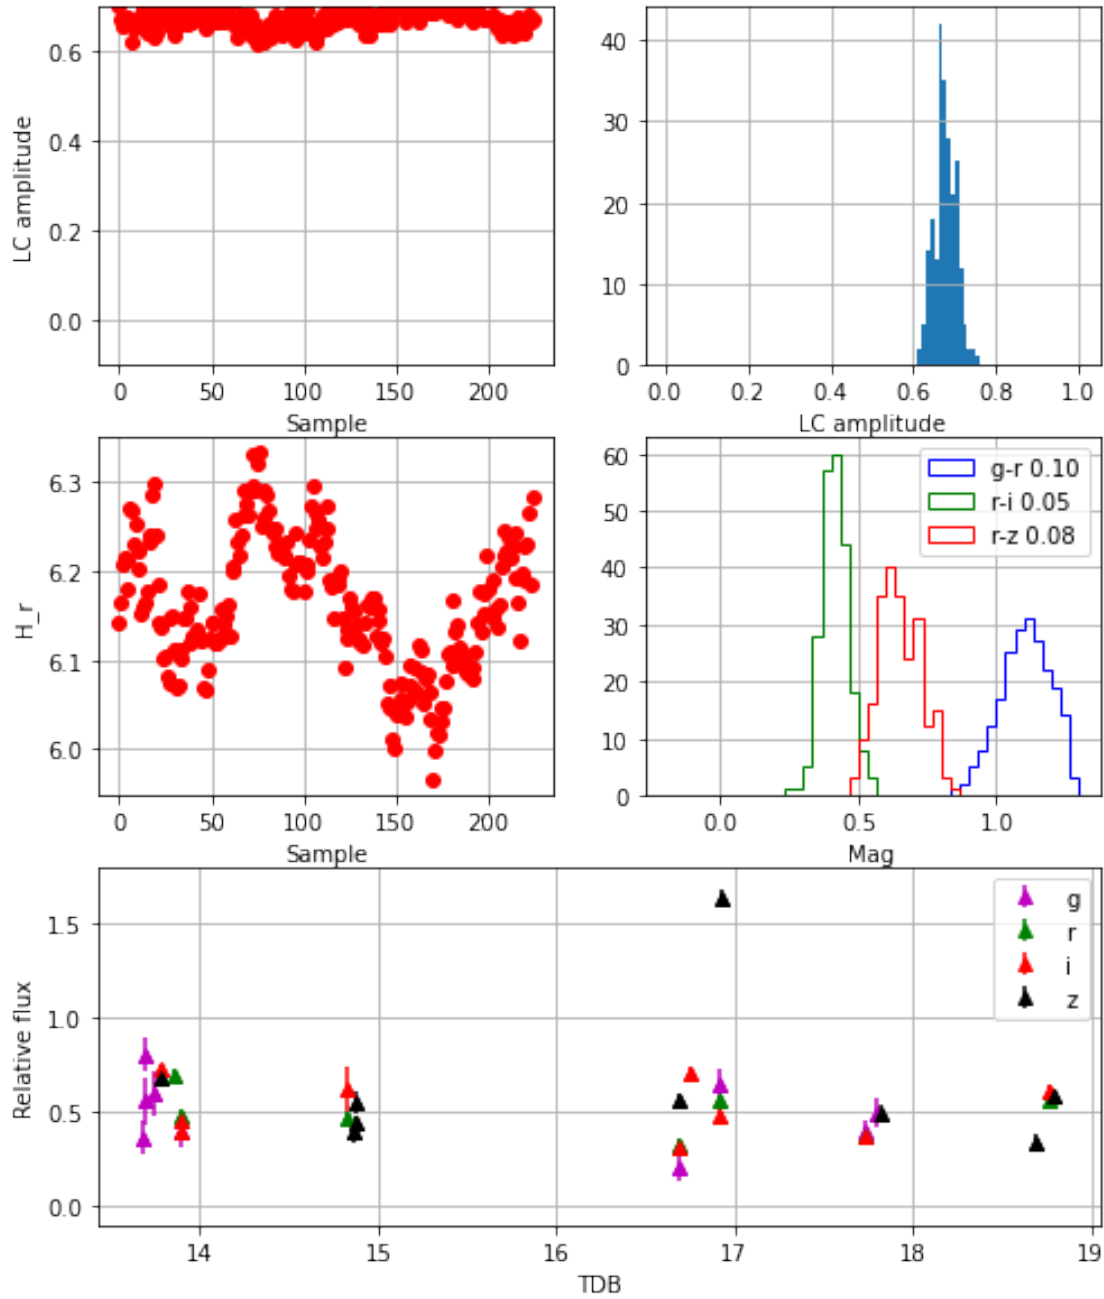 0.6
0.4
0.2
0.0
LC amplitude
0 50 100 150 200
Sample
40
30
20
10
0
0.0 0.2 0.4 0.6 0.8 1.0
LC amplitude
6.3
6.2
6.1
6.0
H_r
0 50 100 150 200
Sample
60
50
40
30
20
10
0
g-r 0.10
r-i 0.05
r-z 0.08
0.0 0.5 1.0
Mag
1.5
1.0
0.5
0.0
Relative flux
g
r
i
z
14 15 16 17 18 19
TDB